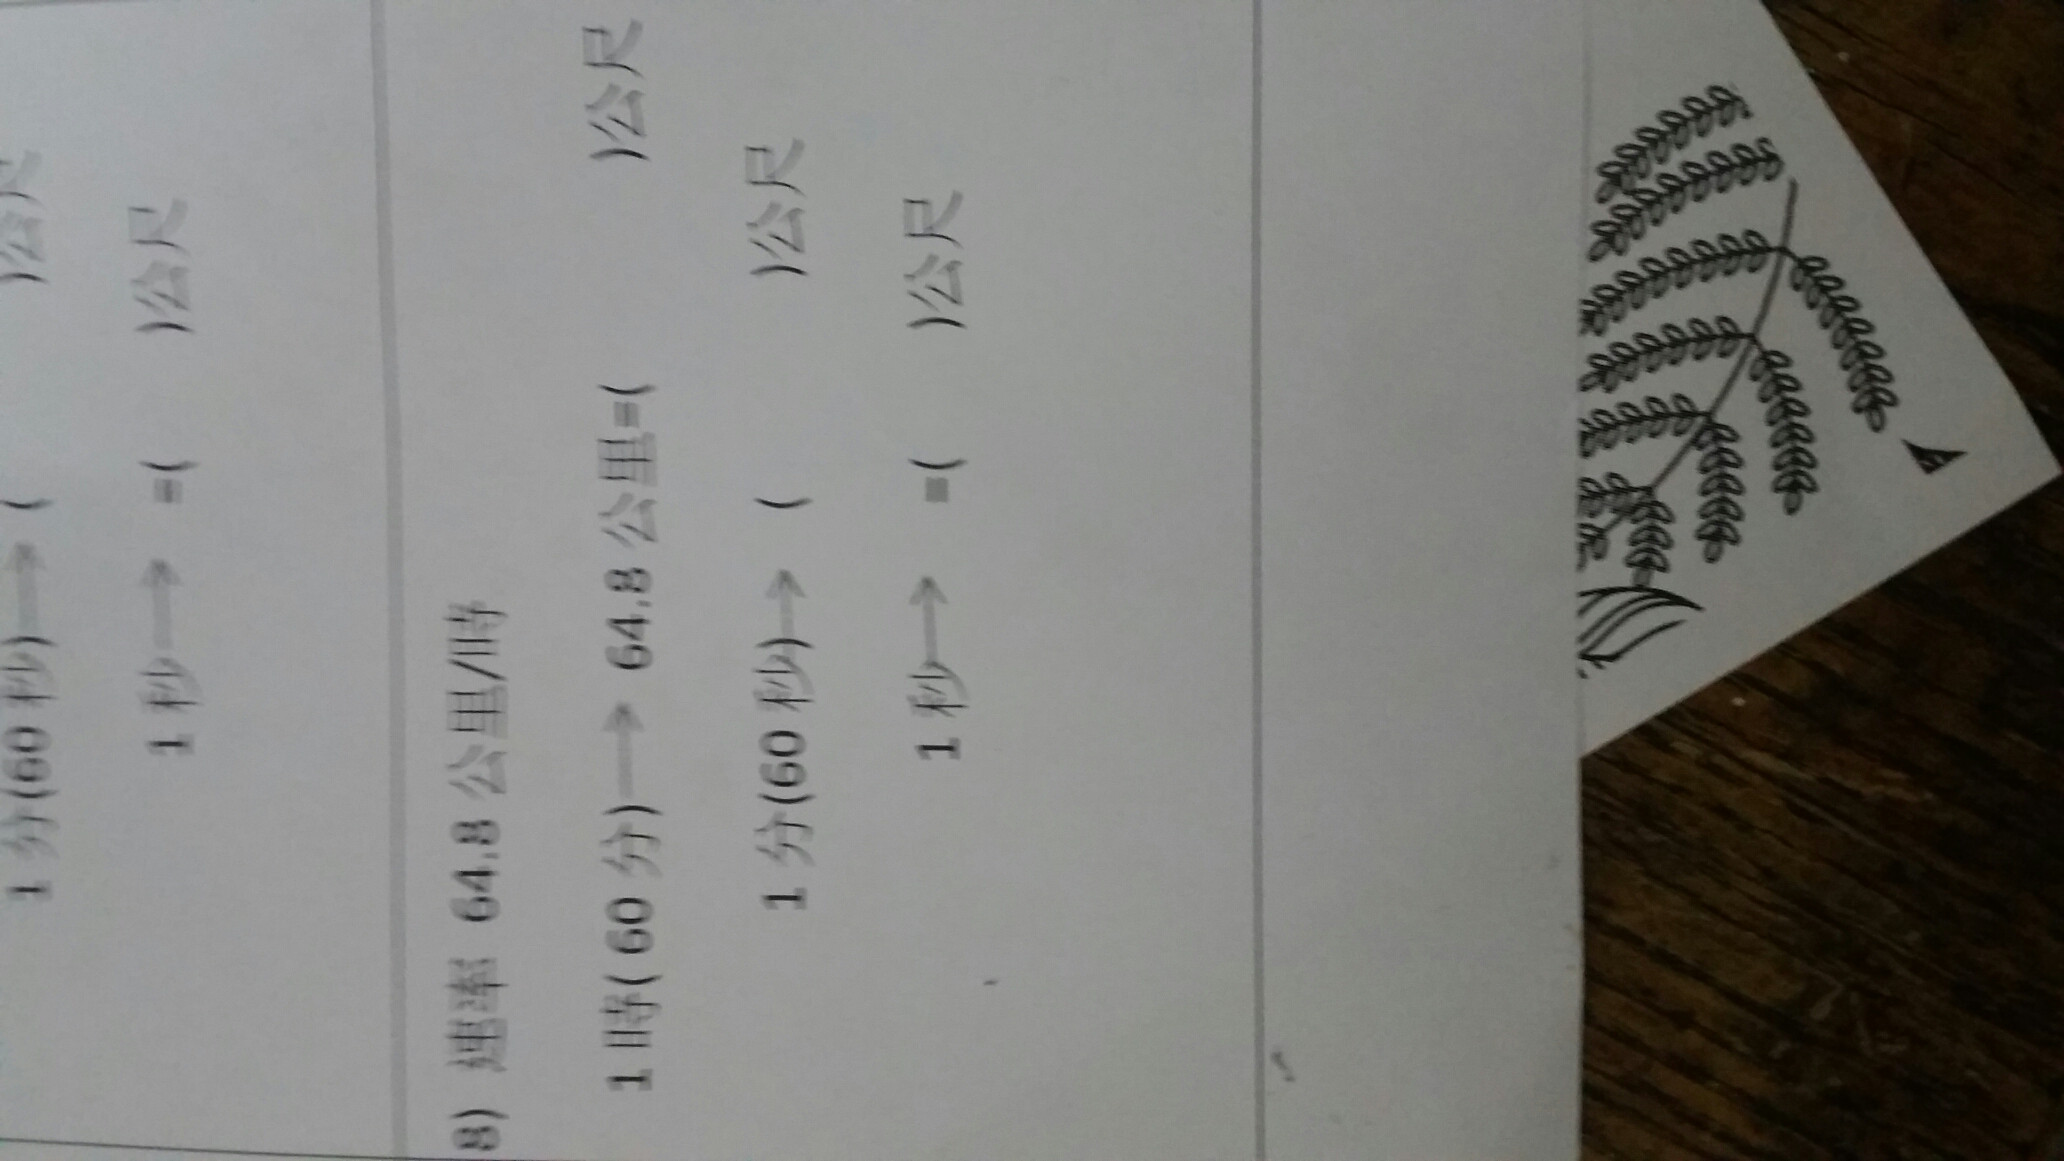 1 分(60 秒)→ ( )公尺
1 秒→ =( )公尺
8) 速率 64.8 公里/時
1 時(60 分)→ 64.8 公里=( )公尺
1 分(60 秒)→ ( )公尺
1 秒→ =( )公尺